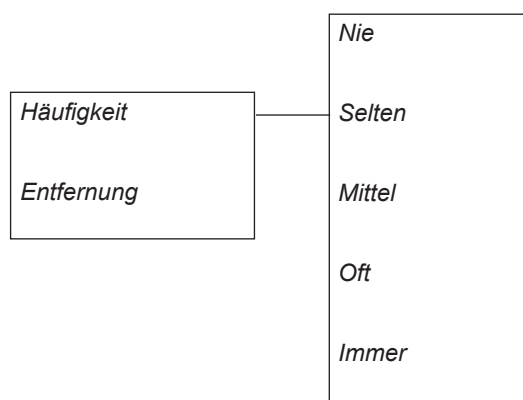 Häufigkeit
Entfernung
Nie
Selten
Mittel
Oft
Immer